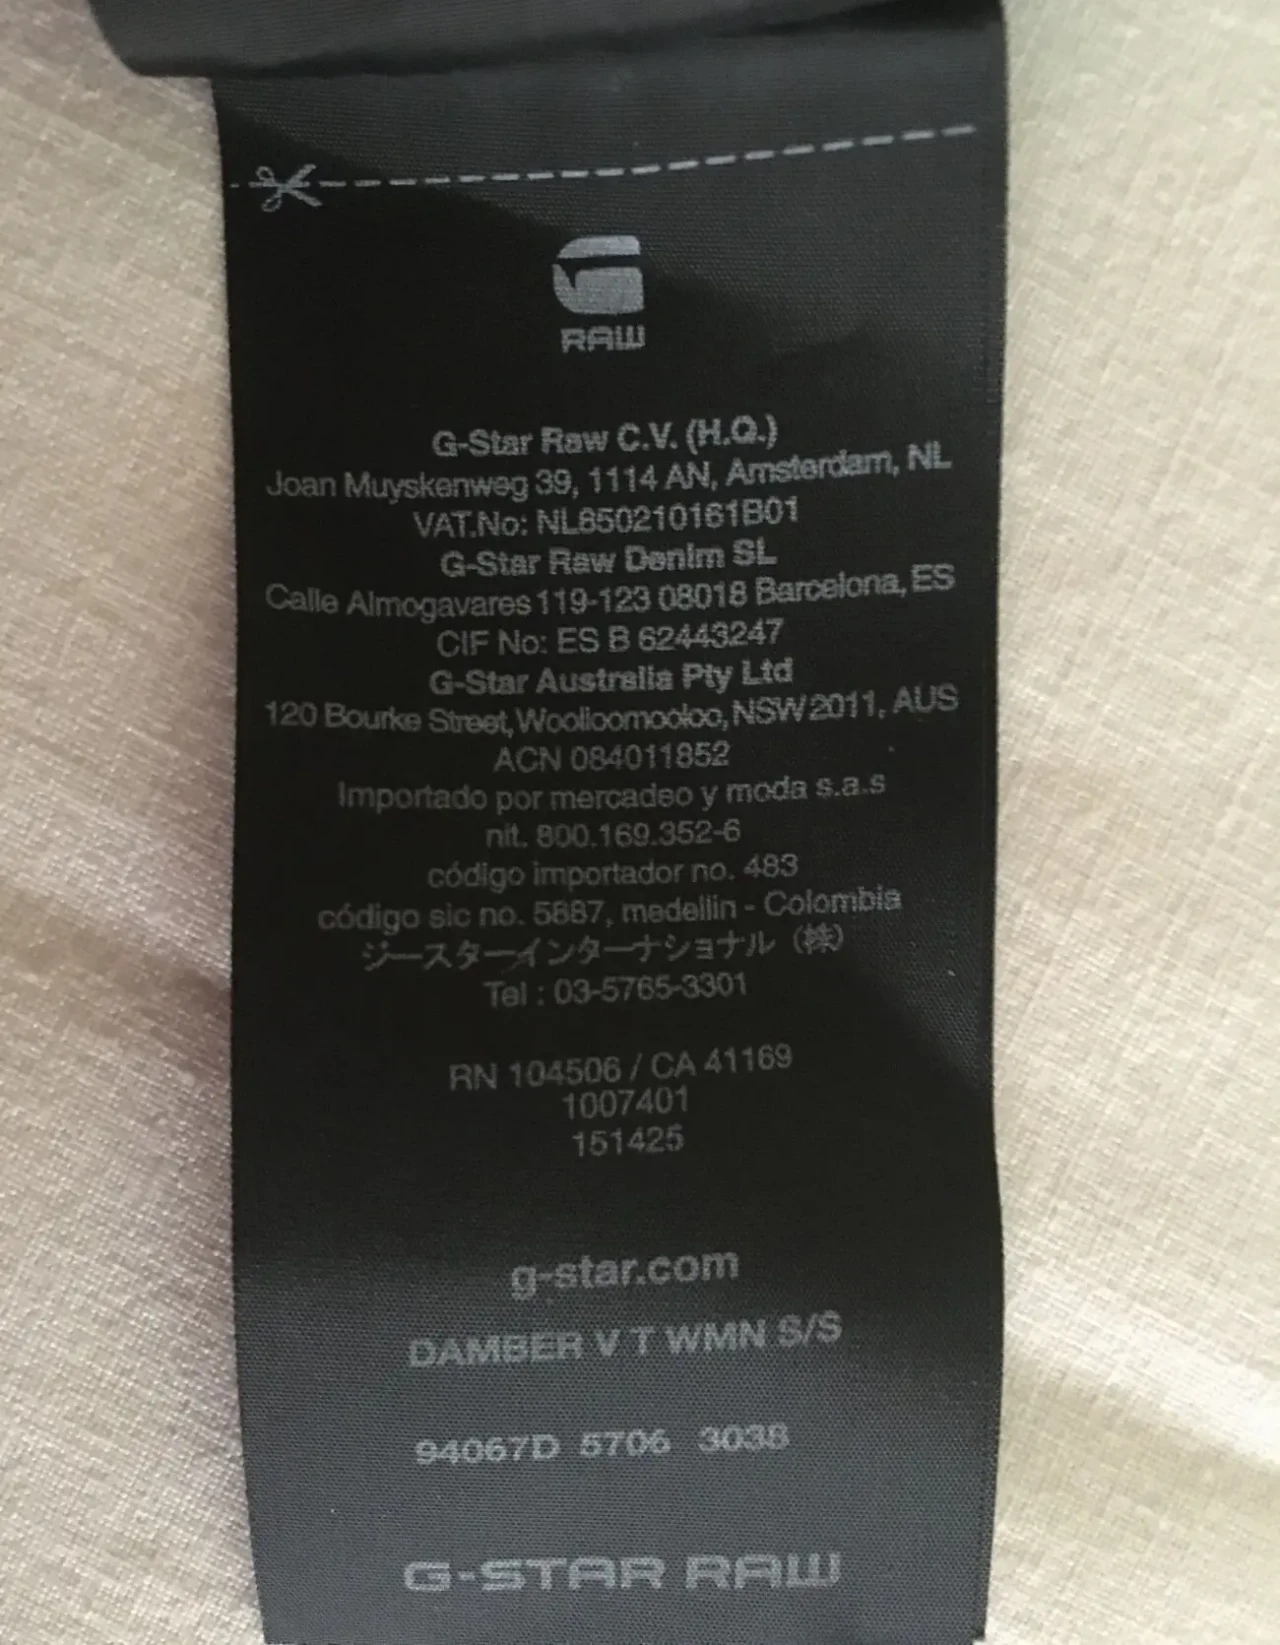 RAW
G-Star Raw C.V. (H.Q.)
Joan Muyskenweg 39, 1114 AN, Amsterdam, NL
VAT.No: NL850210161B01
G-Star Raw Denim SL
Calle Almogavares 119-123 08018 Barcelona, ES
CIF No: ES B 62443247
G-Star Australia Pty Ltd
120 Bourke Street, Woolloomooloo, NSW 2011, AUS
ACN 084011852
Importado por mercadeo y moda s.a.s
nit. 800.169.352-6
código importador no. 483
código sic no. 5887, medellin - Colombia
ジースターインターナショナル（株）
Tel : 03-5765-3301
RN 104506 / CA 41169
1007401
151425
g-star.com
DAMBER V T WMN S/S
94067D 5706 3038
G-STAR RAW